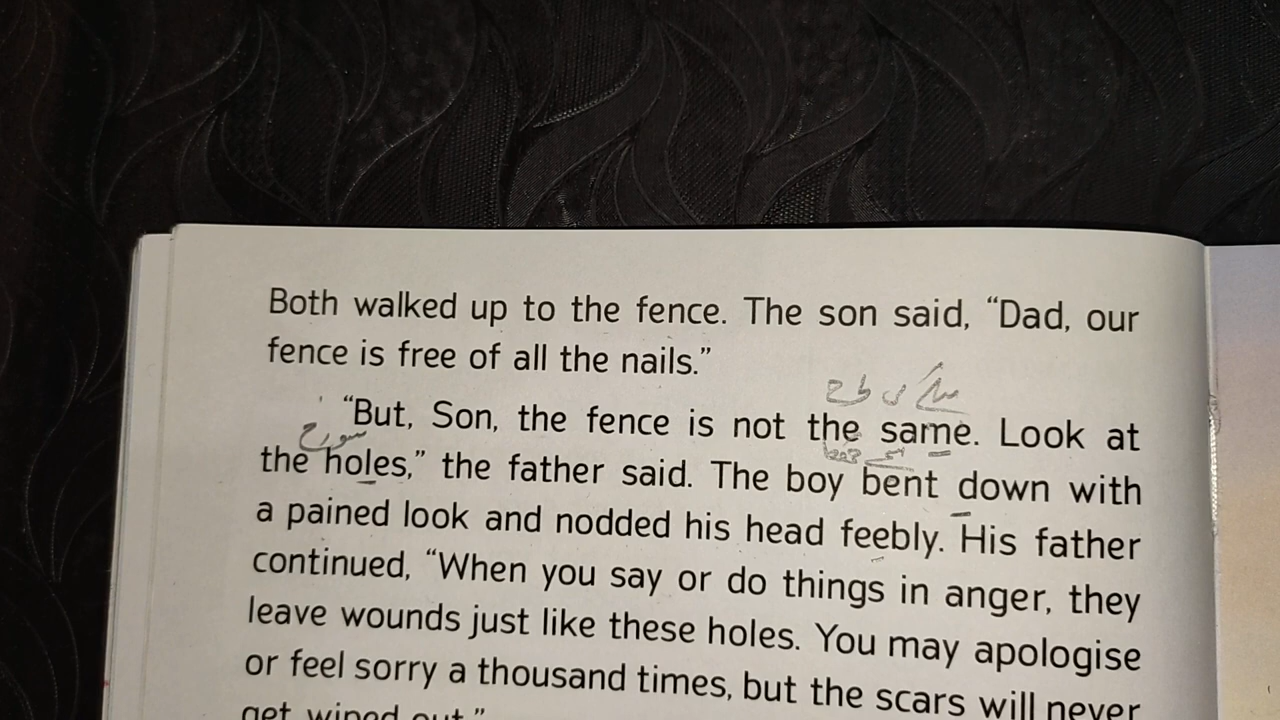 Both walked up to the fence. The son said, “Dad, our
fence is free of all the nails.”
“But, Son, the fence is not the same. Look at
the holes,” the father said. The boy bent down with
a pained look and nodded his head feebly. His father
continued, “When you say or do things in anger, they
leave wounds just like these holes. You may apologise
or feel sorry a thousand times, but the scars will never
get wiped out.”